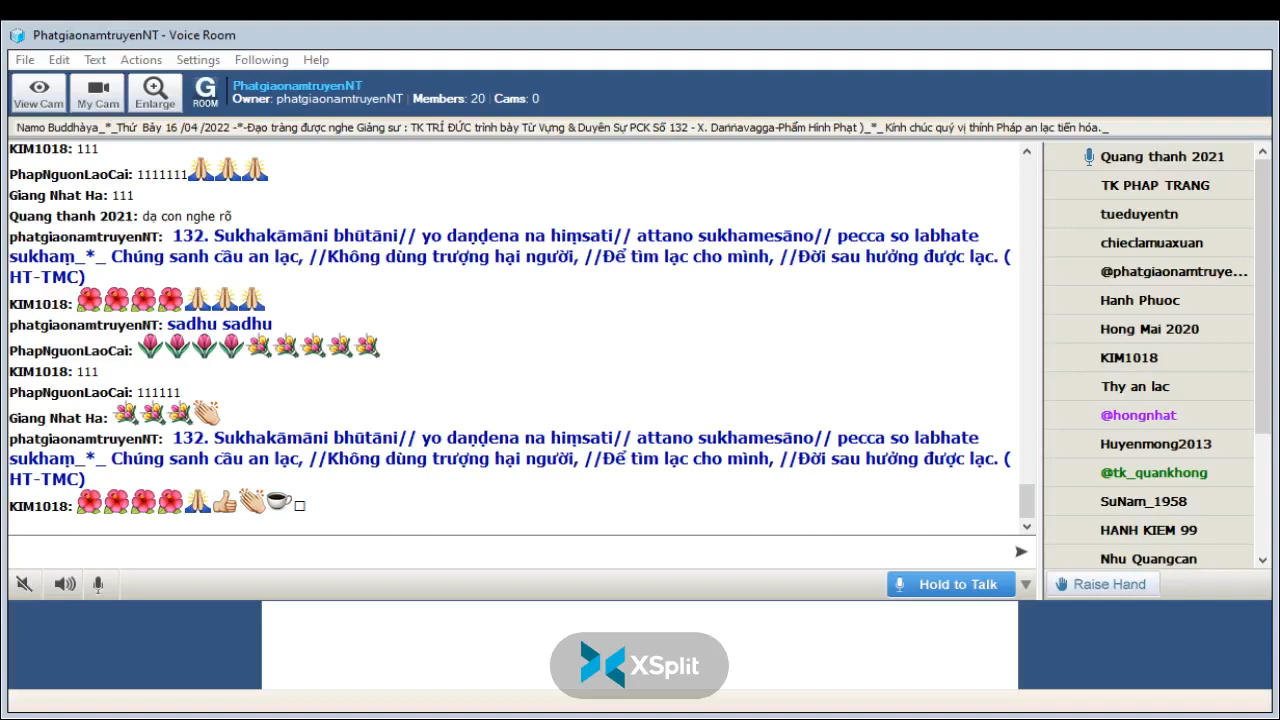 PhatgiaonamtruyenNT - Voice Room
File Edit Text Actions Settings Following Help
View Cam My Cam Enlarge G ROOM
PhatgiaonamtruyenNT
Owner: phatgiaonamtruyenNT | Members: 20 | Cams: 0
Namo Buddhàya_*_Thứ Bảy 16 /04 /2022 -*-Đạo tràng được nghe Giảng sư : TK TRÍ ĐỨC trình bày Từ Vựng & Duyên Sự PCK Số 132 - X. Daṇḍavagga-Phẩm Hình Phạt )_*_ Kính chúc quý vị thính Pháp an lạc tiến hóa._
KIM1018: 111
PhapNguonLaoCai: 1111111🙏🙏🙏
Giang Nhat Ha: 111
Quang thanh 2021: dạ con nghe rõ
phatgiaonamtruyenNT: 132. Sukhakāmāni bhūtāni// yo daṇḍena na hiṃsati// attano sukhamesāno// pecca so labhate
sukhaṃ_*_ Chúng sanh cầu an lạc, //Không dùng trượng hại người, //Để tìm lạc cho mình, //Đời sau hưởng được lạc. (
HT-TMC)
KIM1018: 🌺🌺🌺🌺🙏🙏🙏
phatgiaonamtruyenNT: sadhu sadhu
PhapNguonLaoCai: 🌷🌷🌷🌷💐💐💐💐💐
KIM1018: 111
PhapNguonLaoCai: 111111
Giang Nhat Ha: 💐💐💐👏
phatgiaonamtruyenNT: 132. Sukhakāmāni bhūtāni// yo daṇḍena na hiṃsati// attano sukhamesāno// pecca so labhate
sukhaṃ_*_ Chúng sanh cầu an lạc, //Không dùng trượng hại người, //Để tìm lạc cho mình, //Đời sau hưởng được lạc. (
HT-TMC)
KIM1018: 🌺🌺🌺🌺🙏👍👏☕□
Quang thanh 2021
TK PHAP TRANG
tueduyentn
chieclamuaxuan
@phatgiaonamtruye...
Hanh Phuoc
Hong Mai 2020
KIM1018
Thy an lac
@hongnhat
Huyenmong2013
@tk_quankhong
SuNam_1958
HANH KIEM 99
Nhu Quangcan
Hold to Talk
Raise Hand
XSplit